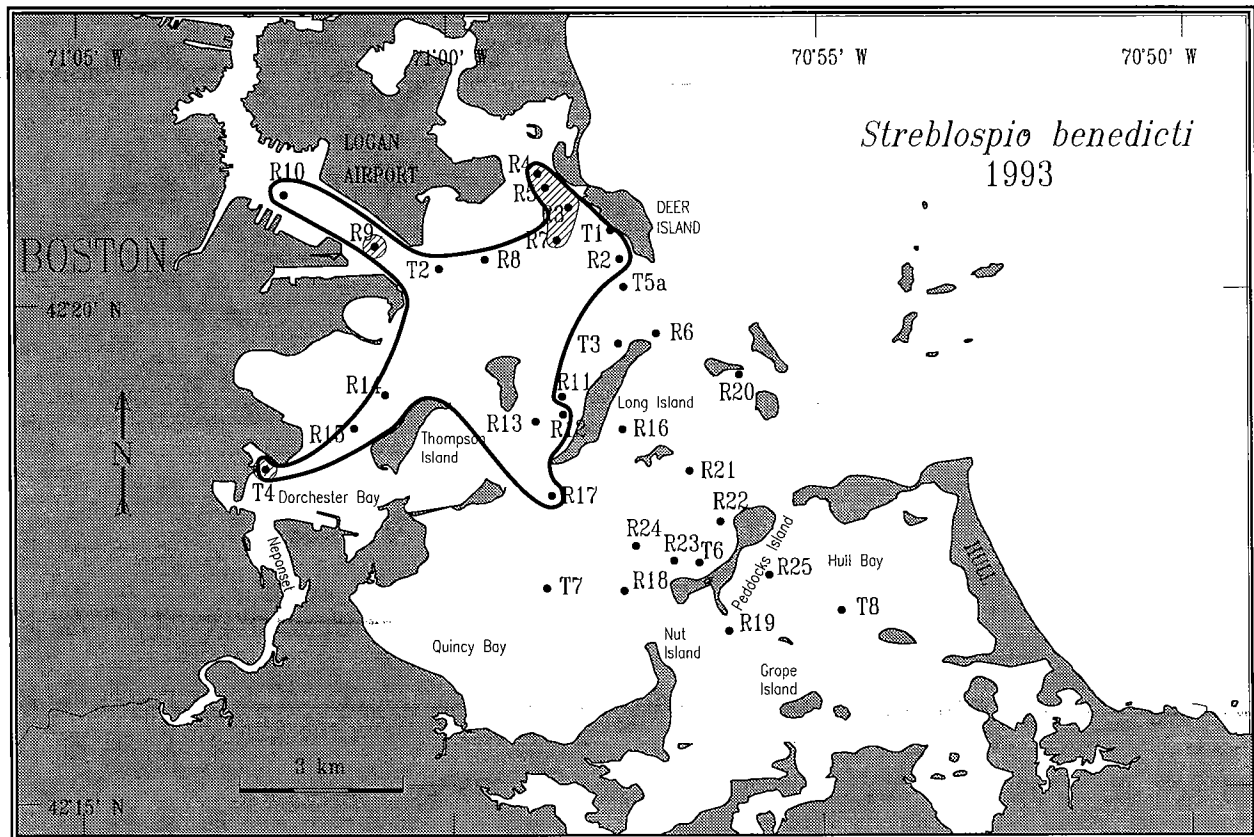 71°05' W
71°00' W
70°55' W
70°50' W
Streblospio benedicti
1993
LOGAN
AIRPORT
R10
R4
R5
R3
R9
R7
T1
DEER
ISLAND
BOSTON
T2
R8
R2
T5a
42°20' N
T3
R6
R14
R11
R20
R13
R12
Long Island
R15
R16
N
Thompson
Island
T4
Dorchester Bay
R17
R21
R22
Neponset
R24
R23
T6
Peddocks Island
R25
Hull Bay
HULL
T7
R18
T8
R19
Quincy Bay
Nut
Island
Grope
Island
3 km
42°15' N